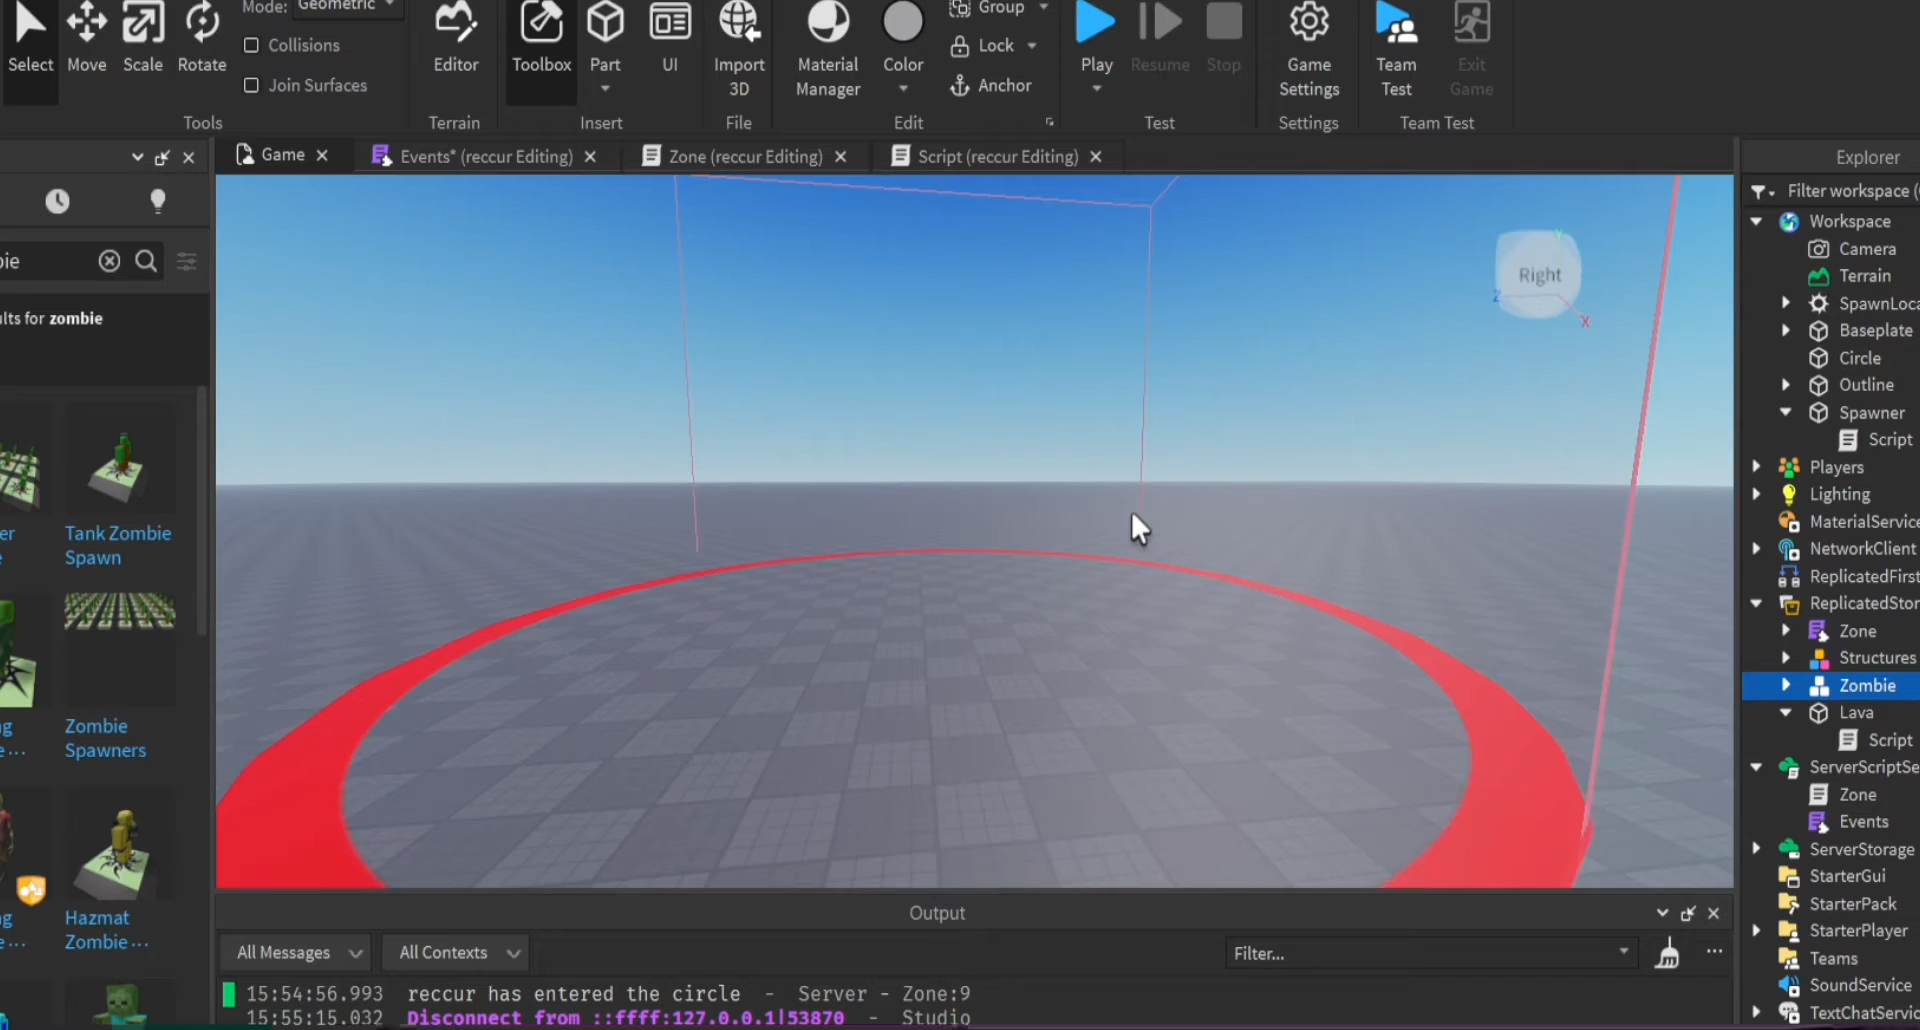 Mode: Geometric
Select
Move
Scale
Rotate
Collisions
Join Surfaces
Tools
Editor
Terrain
Toolbox
Part
UI
Insert
Import
3D
File
Material
Manager
Color
Group
Lock
Anchor
Edit
Play
Resume
Stop
Test
Game
Settings
Settings
Team
Test
Exit
Game
Team Test
Game
Events* (reccur Editing)
Zone (reccur Editing)
Script (reccur Editing)
Explorer
Filter workspace (
bie
lts for zombie
Tank Zombie
Spawn
Zombie
Spawners
Hazmat
Zombie ...
er
e
g
e ...
g
...
Right
Y
Z
X
Workspace
Camera
Terrain
SpawnLoca
Baseplate
Circle
Outline
Spawner
Script
Players
Lighting
MaterialService
NetworkClient
ReplicatedFirst
ReplicatedStor
Zone
Structures
Zombie
Lava
Script
ServerScriptSe
Zone
Events
ServerStorage
StarterGui
StarterPack
StarterPlayer
Teams
SoundService
TextChatServic
Output
All Messages
All Contexts
Filter...
15:54:56.993 reccur has entered the circle - Server - Zone:9
15:55:15.032 Disconnect from ::ffff:127.0.0.1|53870 - Studio